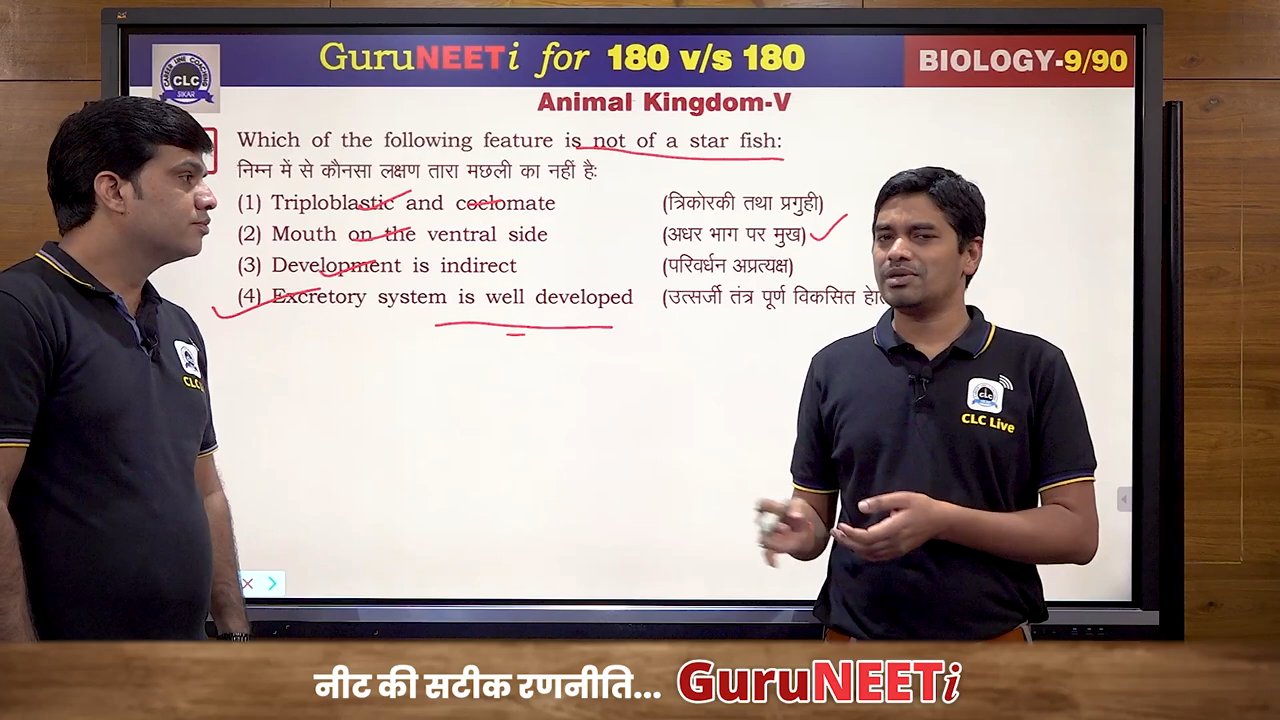 GuruNEETi for 180 v/s 180
BIOLOGY-9/90
CLC
SIKAR
Animal Kingdom-V
Which of the following feature is not of a star fish:
निम्न में से कौनसा लक्षण तारा मछली का नहीं है:
(1) Triploblastic and coelomate (त्रिकोरकी तथा प्रगुही)
(2) Mouth on the ventral side (अधर भाग पर मुख)
(3) Development is indirect (परिवर्धन अप्रत्यक्ष)
(4) Excretory system is well developed (उत्सर्जी तंत्र पूर्ण विकसित
CLC Live
नीट की सटीक रणनीति... GuruNEETi